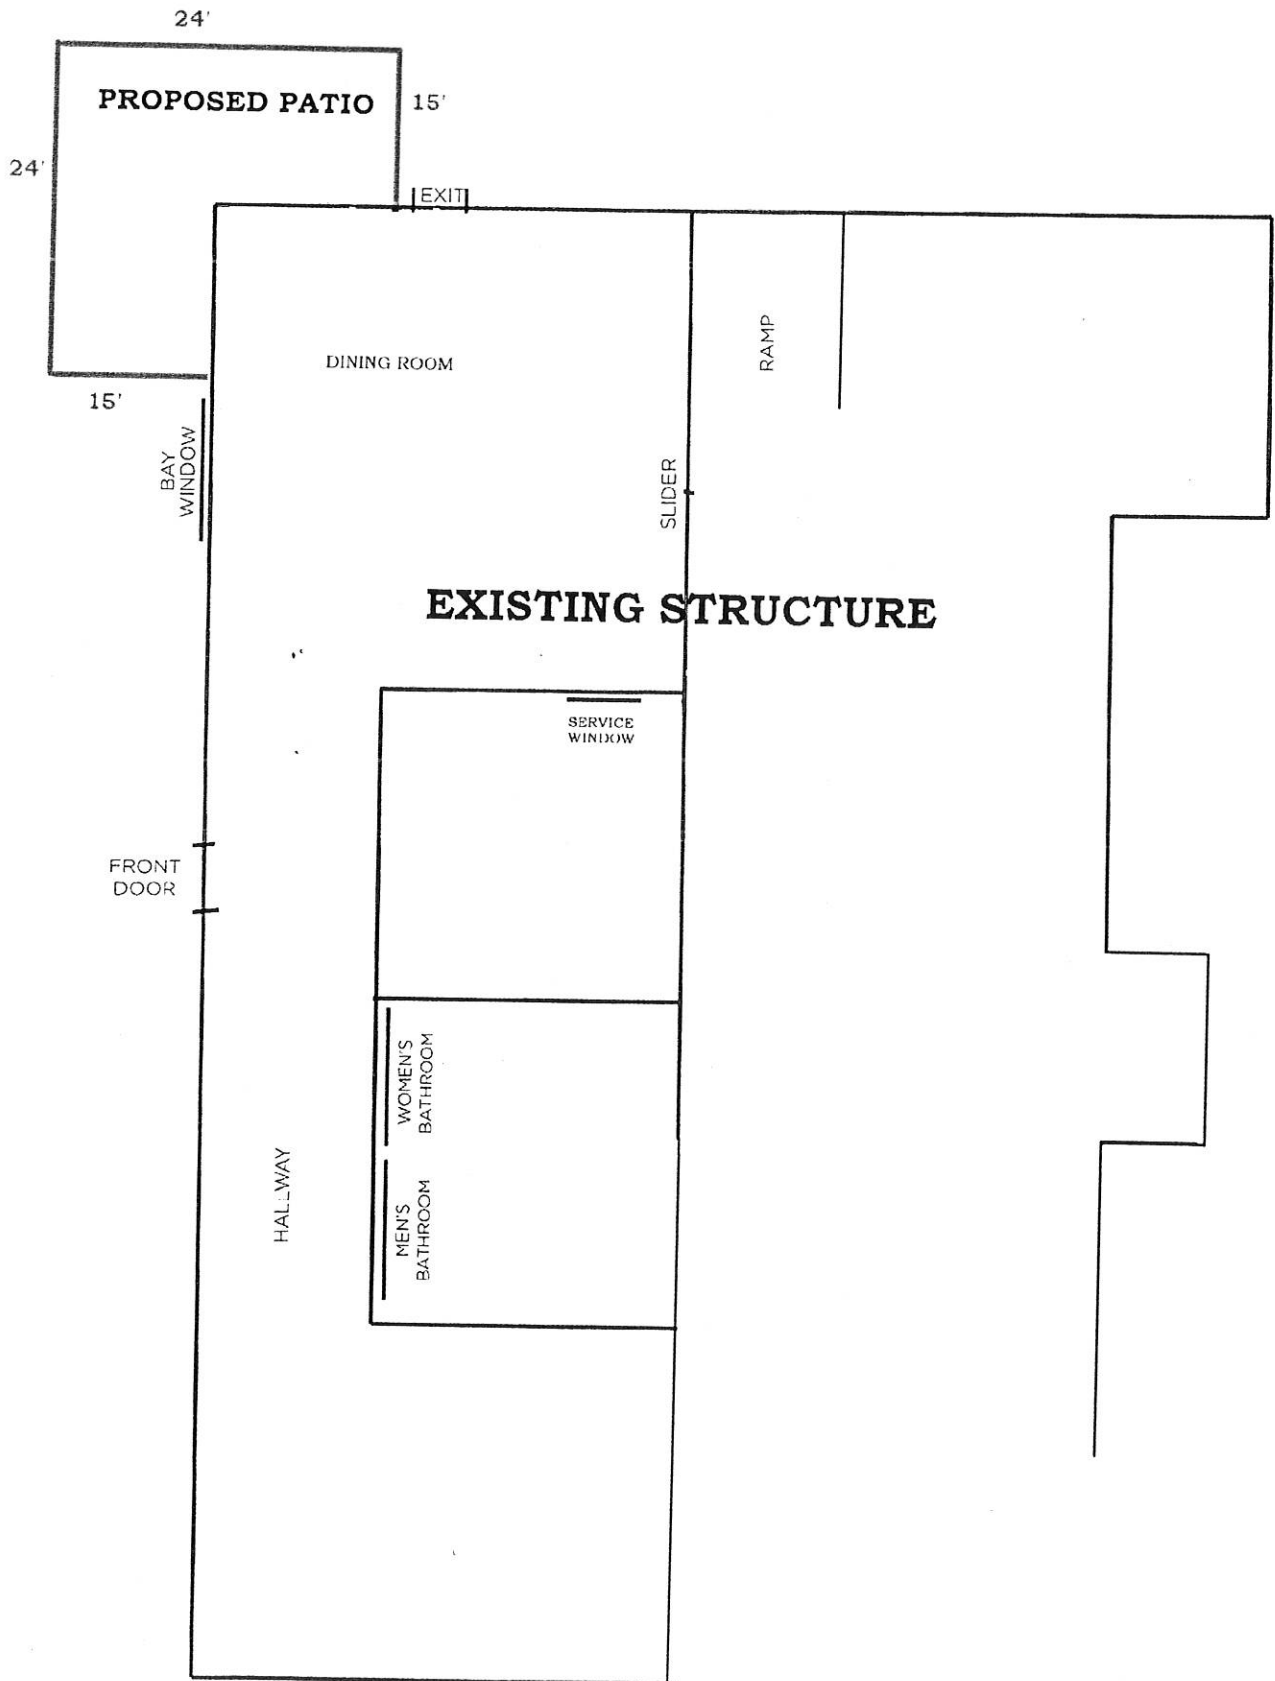 24'
PROPOSED PATIO
15'
24'
EXIT
DINING ROOM
RAMP
15'
BAY
WINDOW
SLIDER
EXISTING STRUCTURE
SERVICE
WINDOW
FRONT
DOOR
WOMEN'S
BATHROOM
HALLWAY
MEN'S
BATHROOM